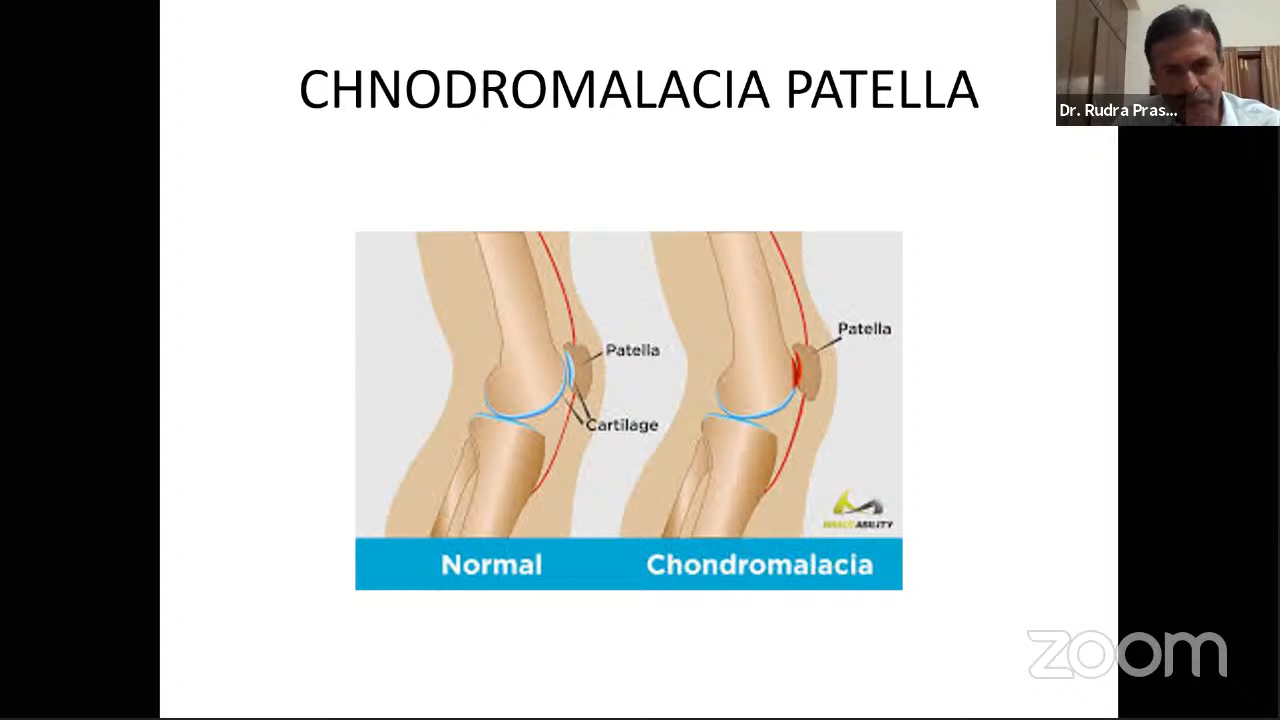 CHNODROMALACIA PATELLA
Dr. Rudra Pras...
Patella
Patella
Cartilage
Normal
Chondromalacia
zoom